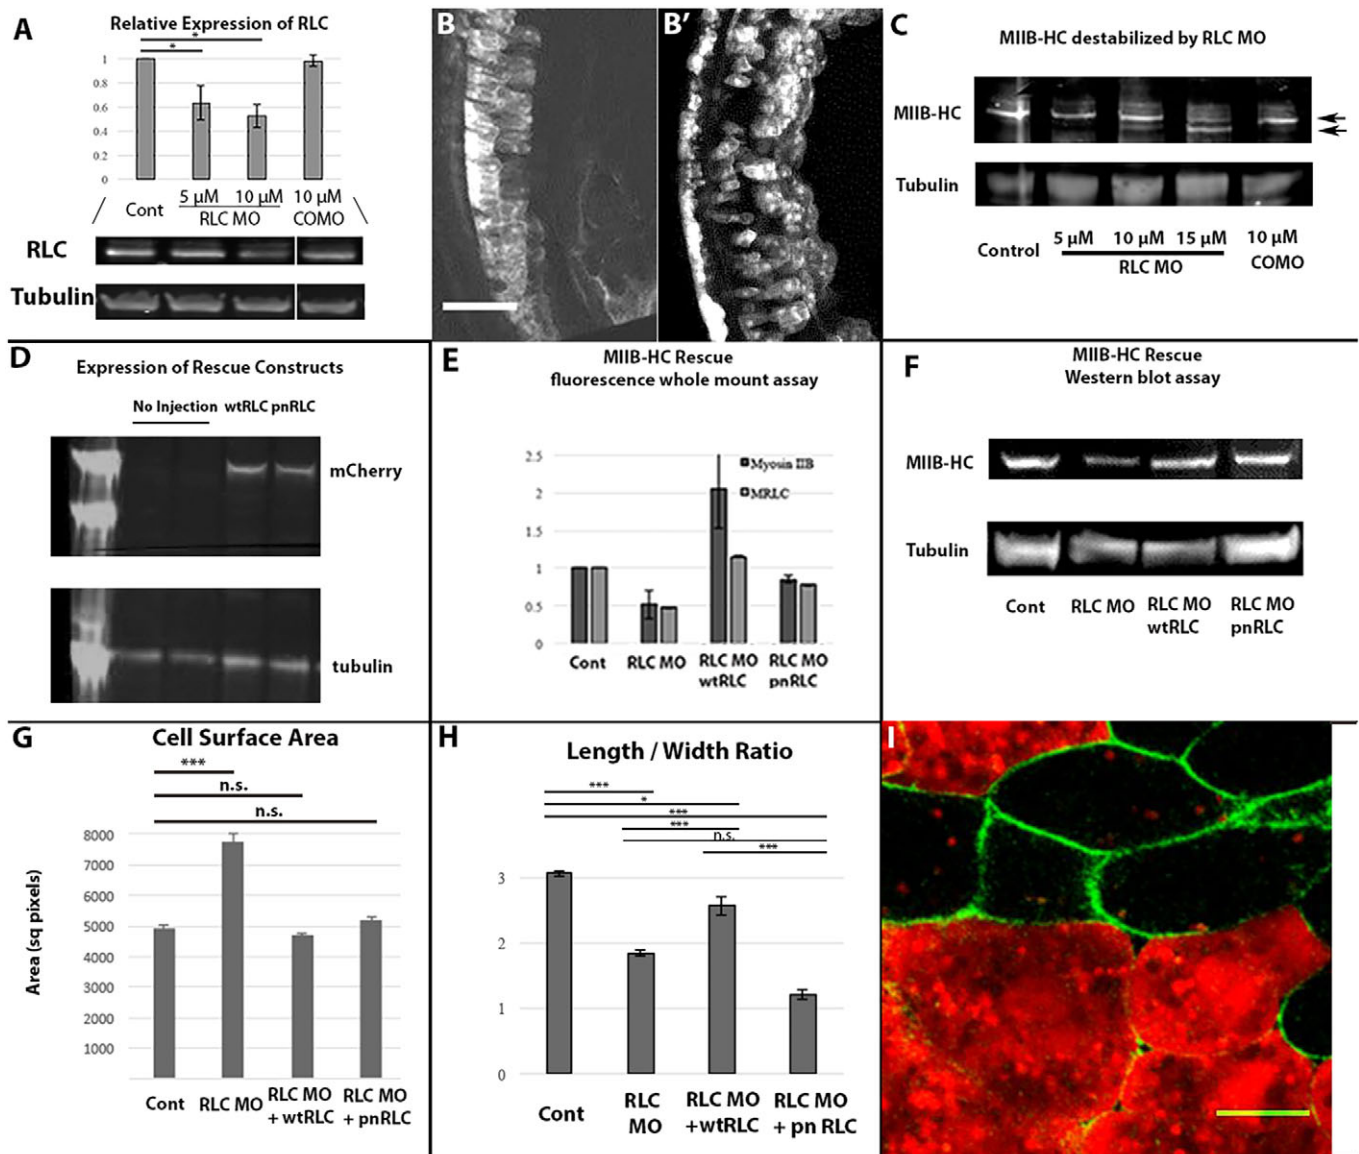 A
Relative Expression of RLC
*
*
1
0.8
0.6
0.4
0.2
0
Cont
5 µM 10 µM 10 µM
RLC MO COMO
RLC
Tubulin
B
B′
C
MIIB-HC destabilized by RLC MO
MIIB-HC
Tubulin
Control 5 µM 10 µM 15 µM 10 µM
RLC MO COMO
D
Expression of Rescue Constructs
No Injection wtRLC pnRLC
mCherry
tubulin
E
MIIB-HC Rescue
fluorescence whole mount assay
2.5
2
1.5
1
0.5
0
Myosin IIB
MRLC
Cont RLC MO RLC MO RLC MO
wtRLC pnRLC
F
MIIB-HC Rescue
Western blot assay
MIIB-HC
Tubulin
Cont RLC MO RLC MO RLC MO
wtRLC pnRLC
G
Cell Surface Area
***
n.s.
n.s.
Area (sq pixels)
8000
7000
6000
5000
4000
3000
2000
1000
Cont RLC MO RLC MO RLC MO
+ wtRLC + pnRLC
H
Length / Width Ratio
***
*
***
***
n.s.
***
3
2
1
0
Cont RLC RLC MO RLC MO
MO +wtRLC + pn RLC
I